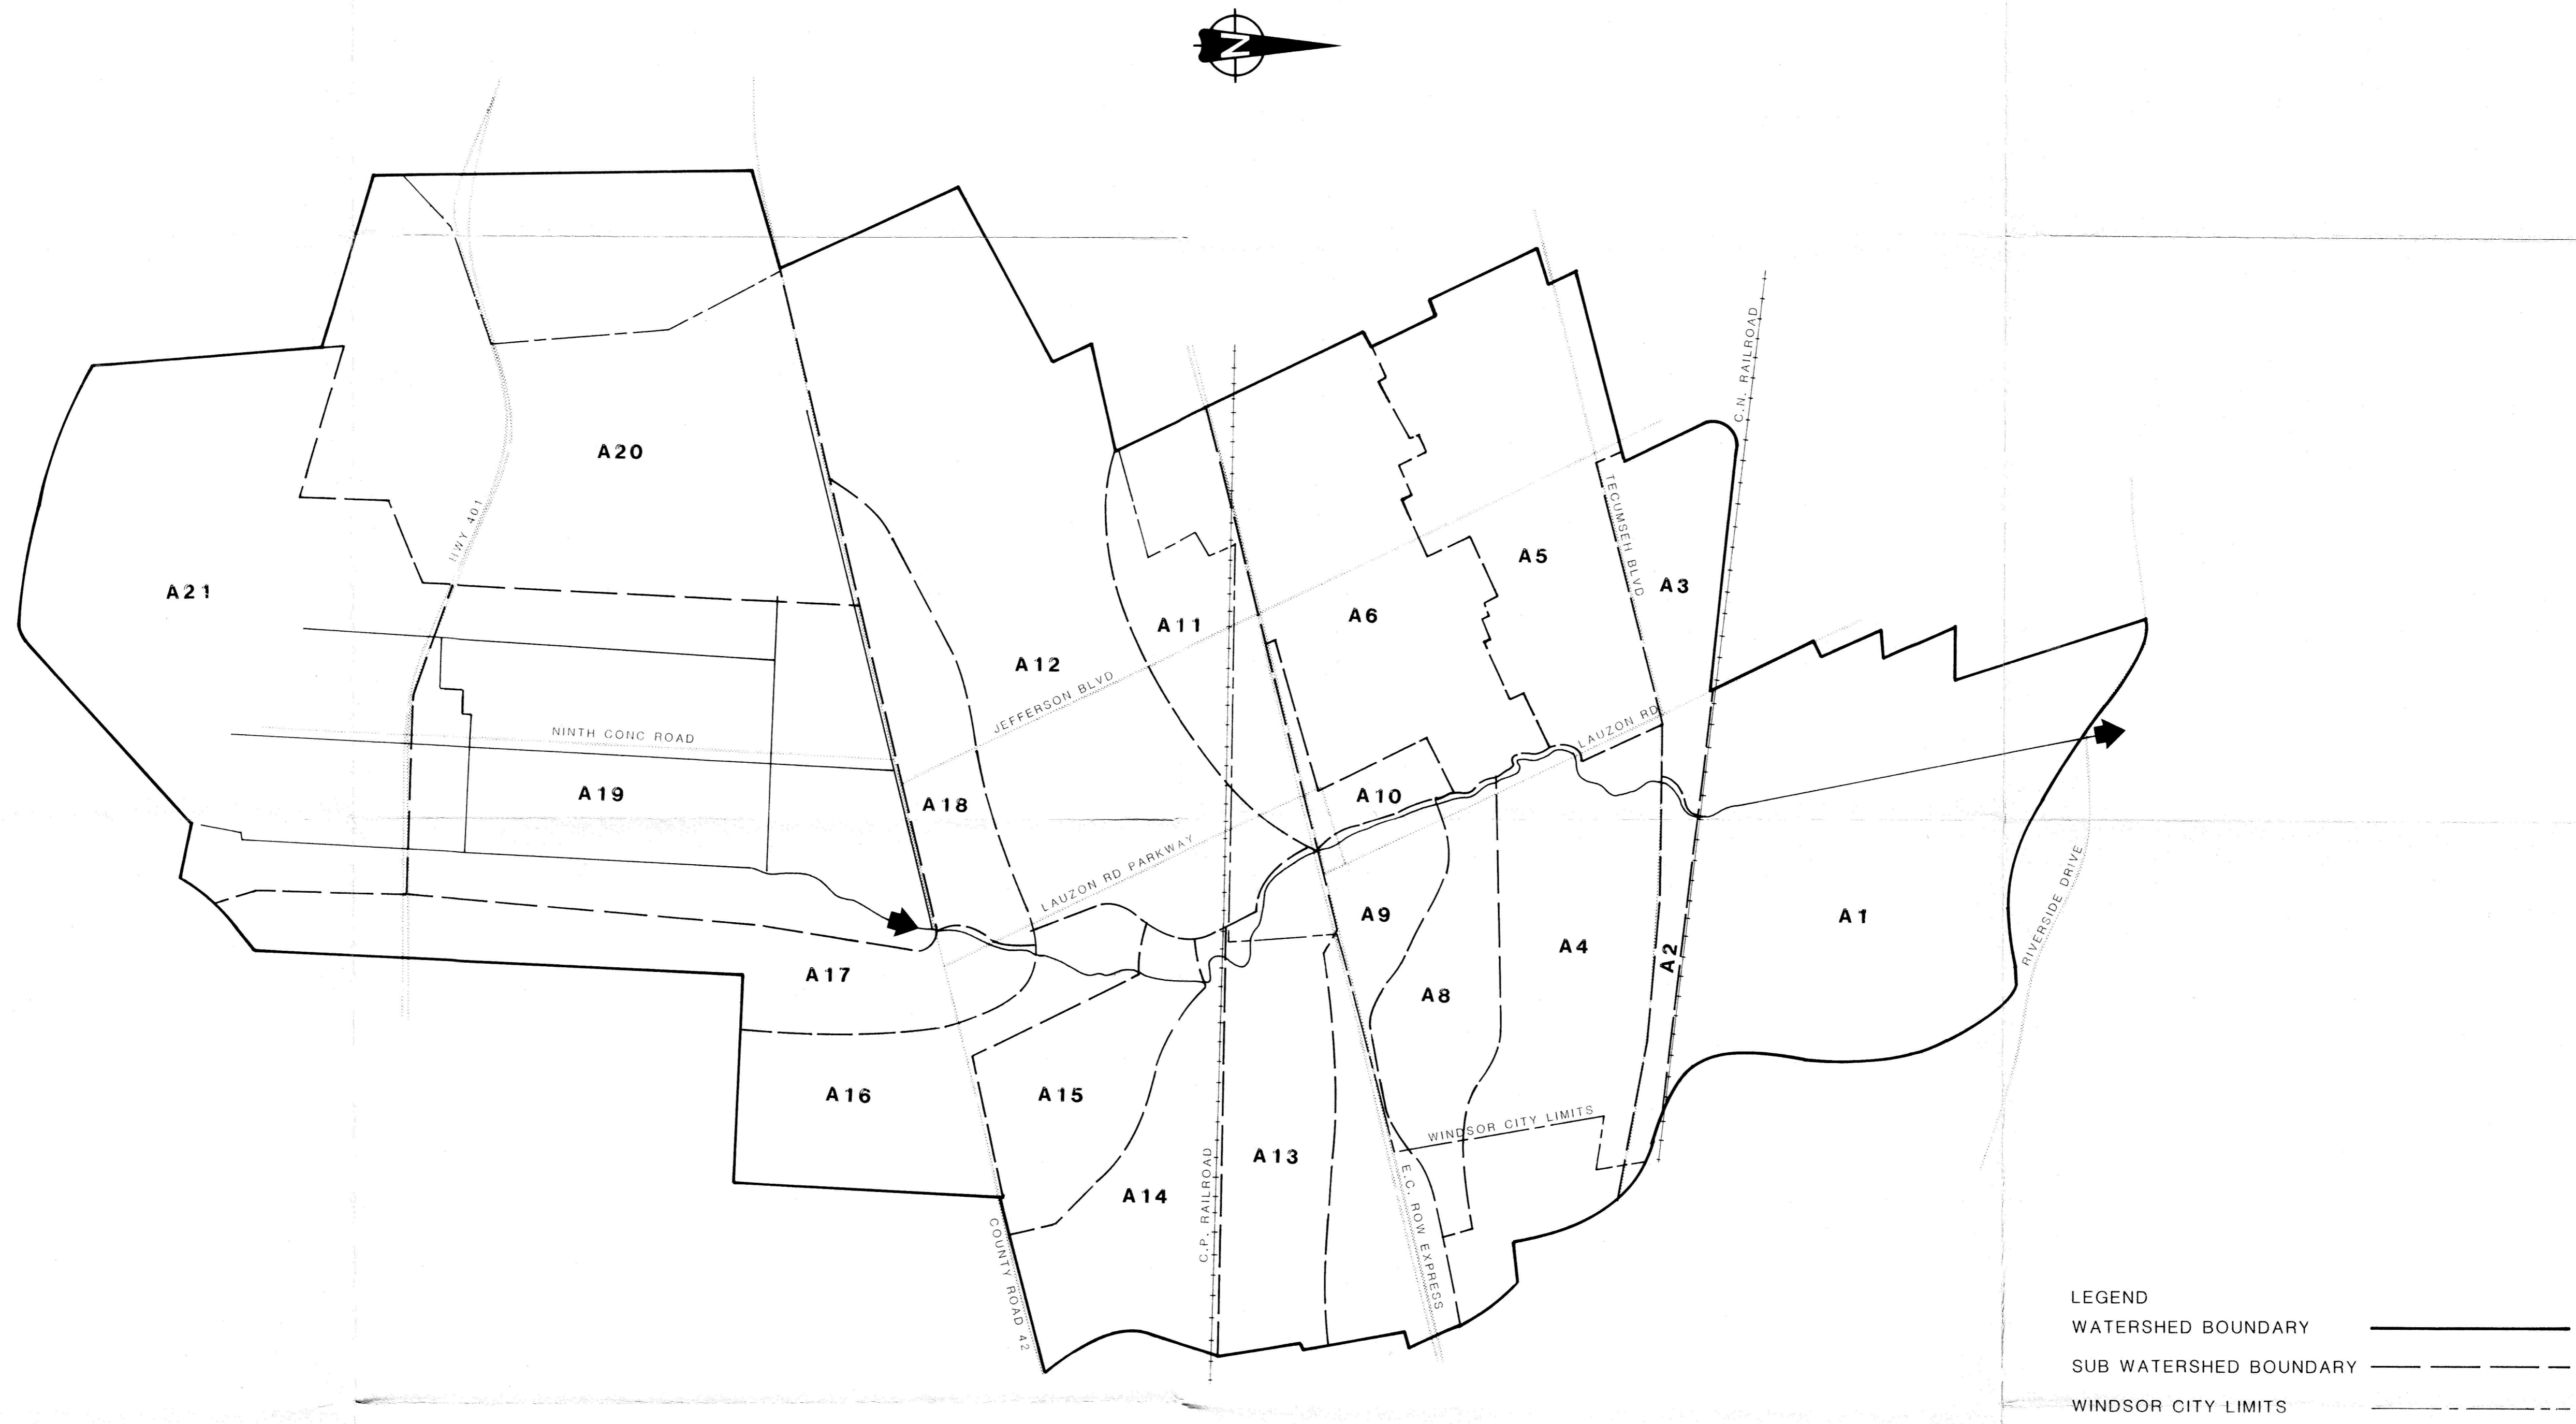 N
C.N. RAILROAD
A20
HWY 401
TECUMSEH BLVD
A5
A3
A21
A6
A11
A12
JEFFERSON BLVD
LAUZON RD
NINTH CONC ROAD
A19
A18
A10
LAUZON RD PARKWAY
A9
A1
RIVERSIDE DRIVE
A4
A2
A17
A8
A16
A15
WINDSOR CITY LIMITS
A13
A14
C.P. RAILROAD
E.C. ROW EXPRESS
COUNTY ROAD 42
LEGEND
WATERSHED BOUNDARY
SUB WATERSHED BOUNDARY
WINDSOR CITY LIMITS